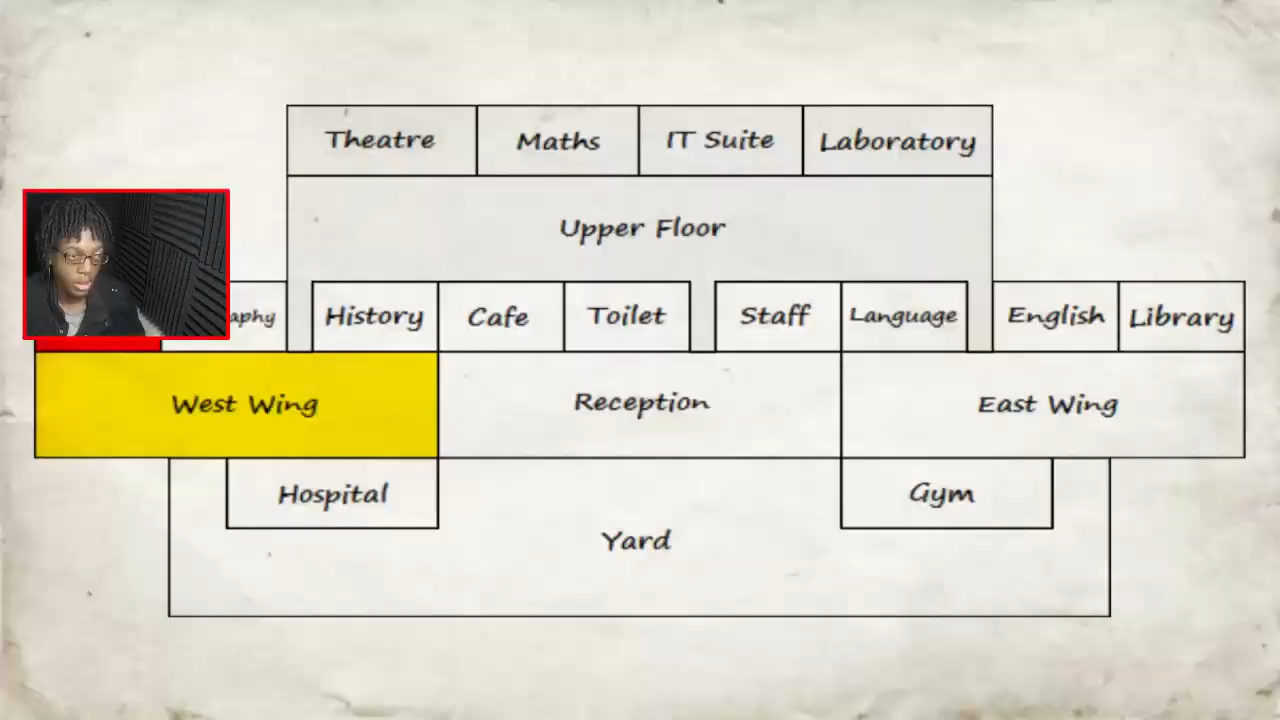 Theatre Maths IT Suite Laboratory
Upper Floor
History Cafe Toilet Staff Language English Library
West Wing Reception East Wing
Hospital Gym
Yard